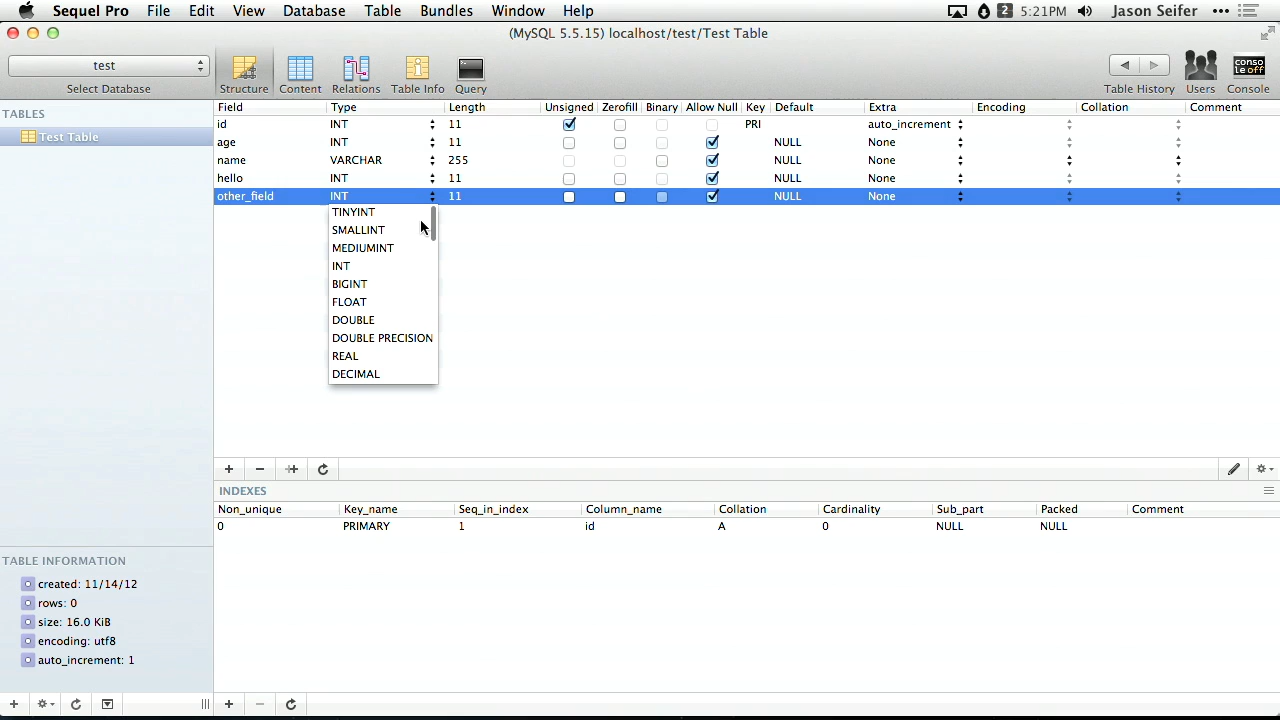 Sequel Pro File Edit View Database Table Bundles Window Help 2 5:21PM Jason Seifer
(MySQL 5.5.15) localhost/test/Test Table
test
Select Database Structure Content Relations Table Info Query Table History Users conso le off Console
TABLES
Test Table
Field Type Length Unsigned Zerofill Binary Allow Null Key Default Extra Encoding Collation Comment
id INT 11 PRI auto_increment
age INT 11 NULL None
name VARCHAR 255 NULL None
hello INT 11 NULL None
other_field INT 11 NULL None
TINYINT
SMALLINT
MEDIUMINT
INT
BIGINT
FLOAT
DOUBLE
DOUBLE PRECISION
REAL
DECIMAL
INDEXES
Non_unique Key_name Seq_in_index Column_name Collation Cardinality Sub_part Packed Comment
0 PRIMARY 1 id A 0 NULL NULL
TABLE INFORMATION
created: 11/14/12
rows: 0
size: 16.0 KiB
encoding: utf8
auto_increment: 1